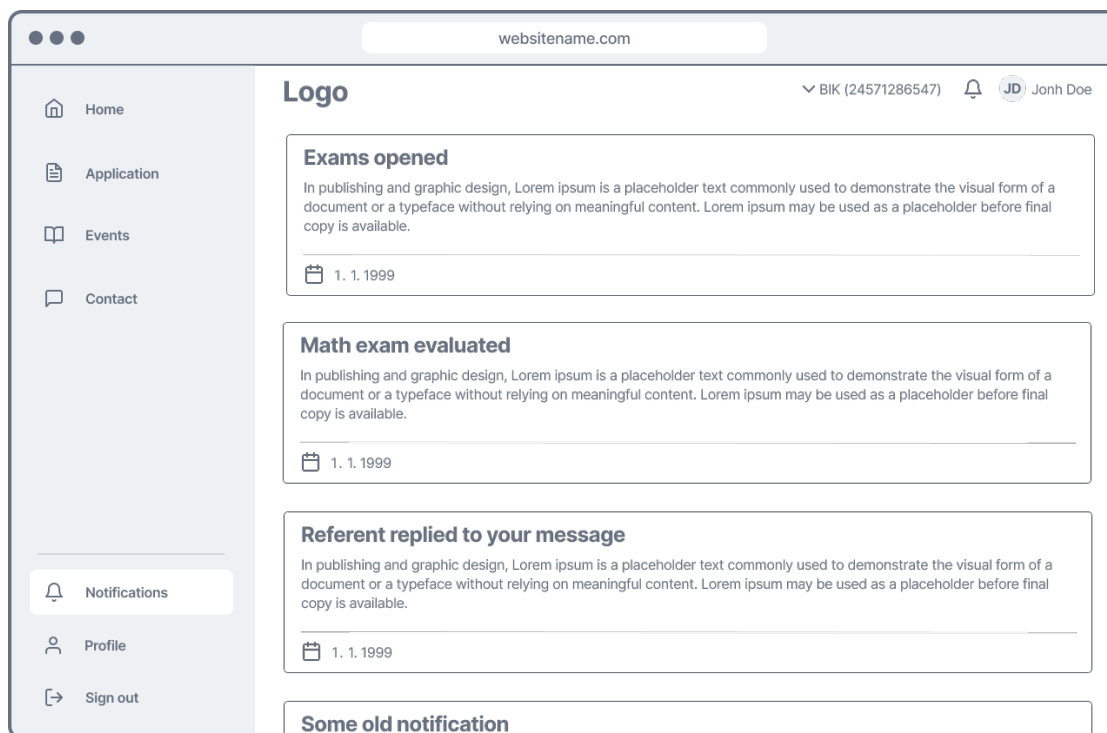 websitename.com
Home
Application
Events
Contact
Notifications
Profile
Sign out
Logo
BIK (24571286547)
JD
Jonh Doe
Exams opened
In publishing and graphic design, Lorem ipsum is a placeholder text commonly used to demonstrate the visual form of a
document or a typeface without relying on meaningful content. Lorem ipsum may be used as a placeholder before final
copy is available.
1. 1. 1999
Math exam evaluated
In publishing and graphic design, Lorem ipsum is a placeholder text commonly used to demonstrate the visual form of a
document or a typeface without relying on meaningful content. Lorem ipsum may be used as a placeholder before final
copy is available.
1. 1. 1999
Referent replied to your message
In publishing and graphic design, Lorem ipsum is a placeholder text commonly used to demonstrate the visual form of a
document or a typeface without relying on meaningful content. Lorem ipsum may be used as a placeholder before final
copy is available.
1. 1. 1999
Some old notification